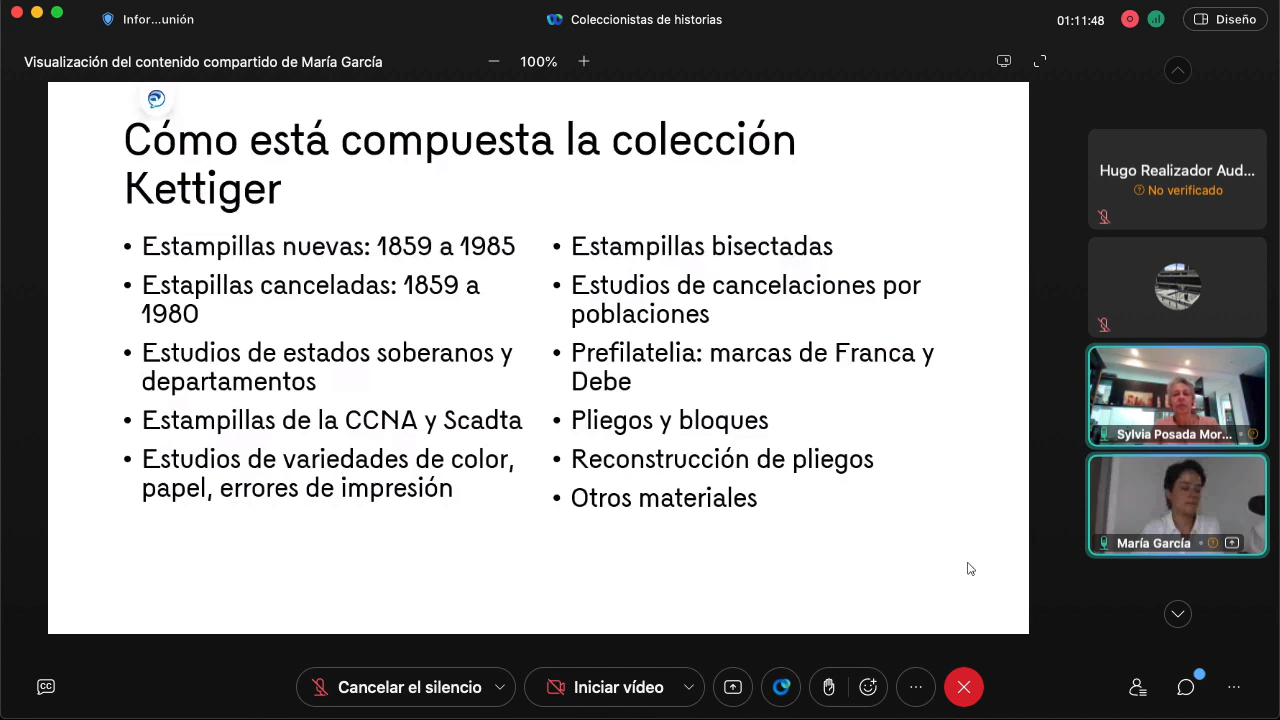 Infor...unión
Coleccionistas de historias
01:11:48
Diseño
Visualización del contenido compartido de María García
100%
Cómo está compuesta la colección
Kettiger
• Estampillas nuevas: 1859 a 1985
• Estapillas canceladas: 1859 a
1980
• Estudios de estados soberanos y
departamentos
• Estampillas de la CCNA y Scadta
• Estudios de variedades de color,
papel, errores de impresión
• Estampillas bisectadas
• Estudios de cancelaciones por
poblaciones
• Prefilatelia: marcas de Franca y
Debe
• Pliegos y bloques
• Reconstrucción de pliegos
• Otros materiales
Hugo Realizador Aud...
No verificado
Sylvia Posada Mor...
María García
CC
Cancelar el silencio
Iniciar vídeo